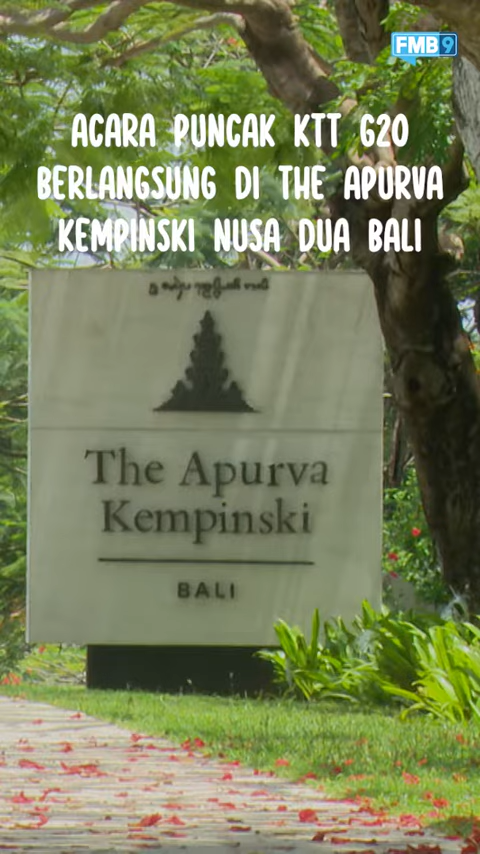 FMB9
ACARA PUNCAK KTT G20
BERLANGSUNG DI THE APURVA
KEMPINSKI NUSA DUA BALI
The Apurva
Kempinski
BALI